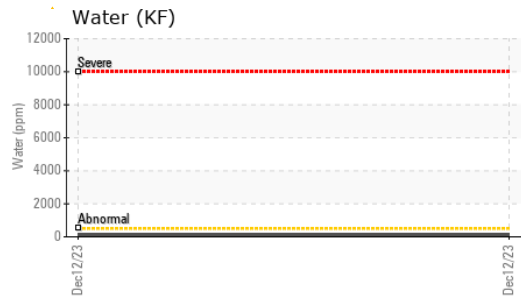 Water (KF)
12000
Severe
10000
8000
Water (ppm)
6000
4000
2000
Abnormal
0
Dec12/23
Dec12/23